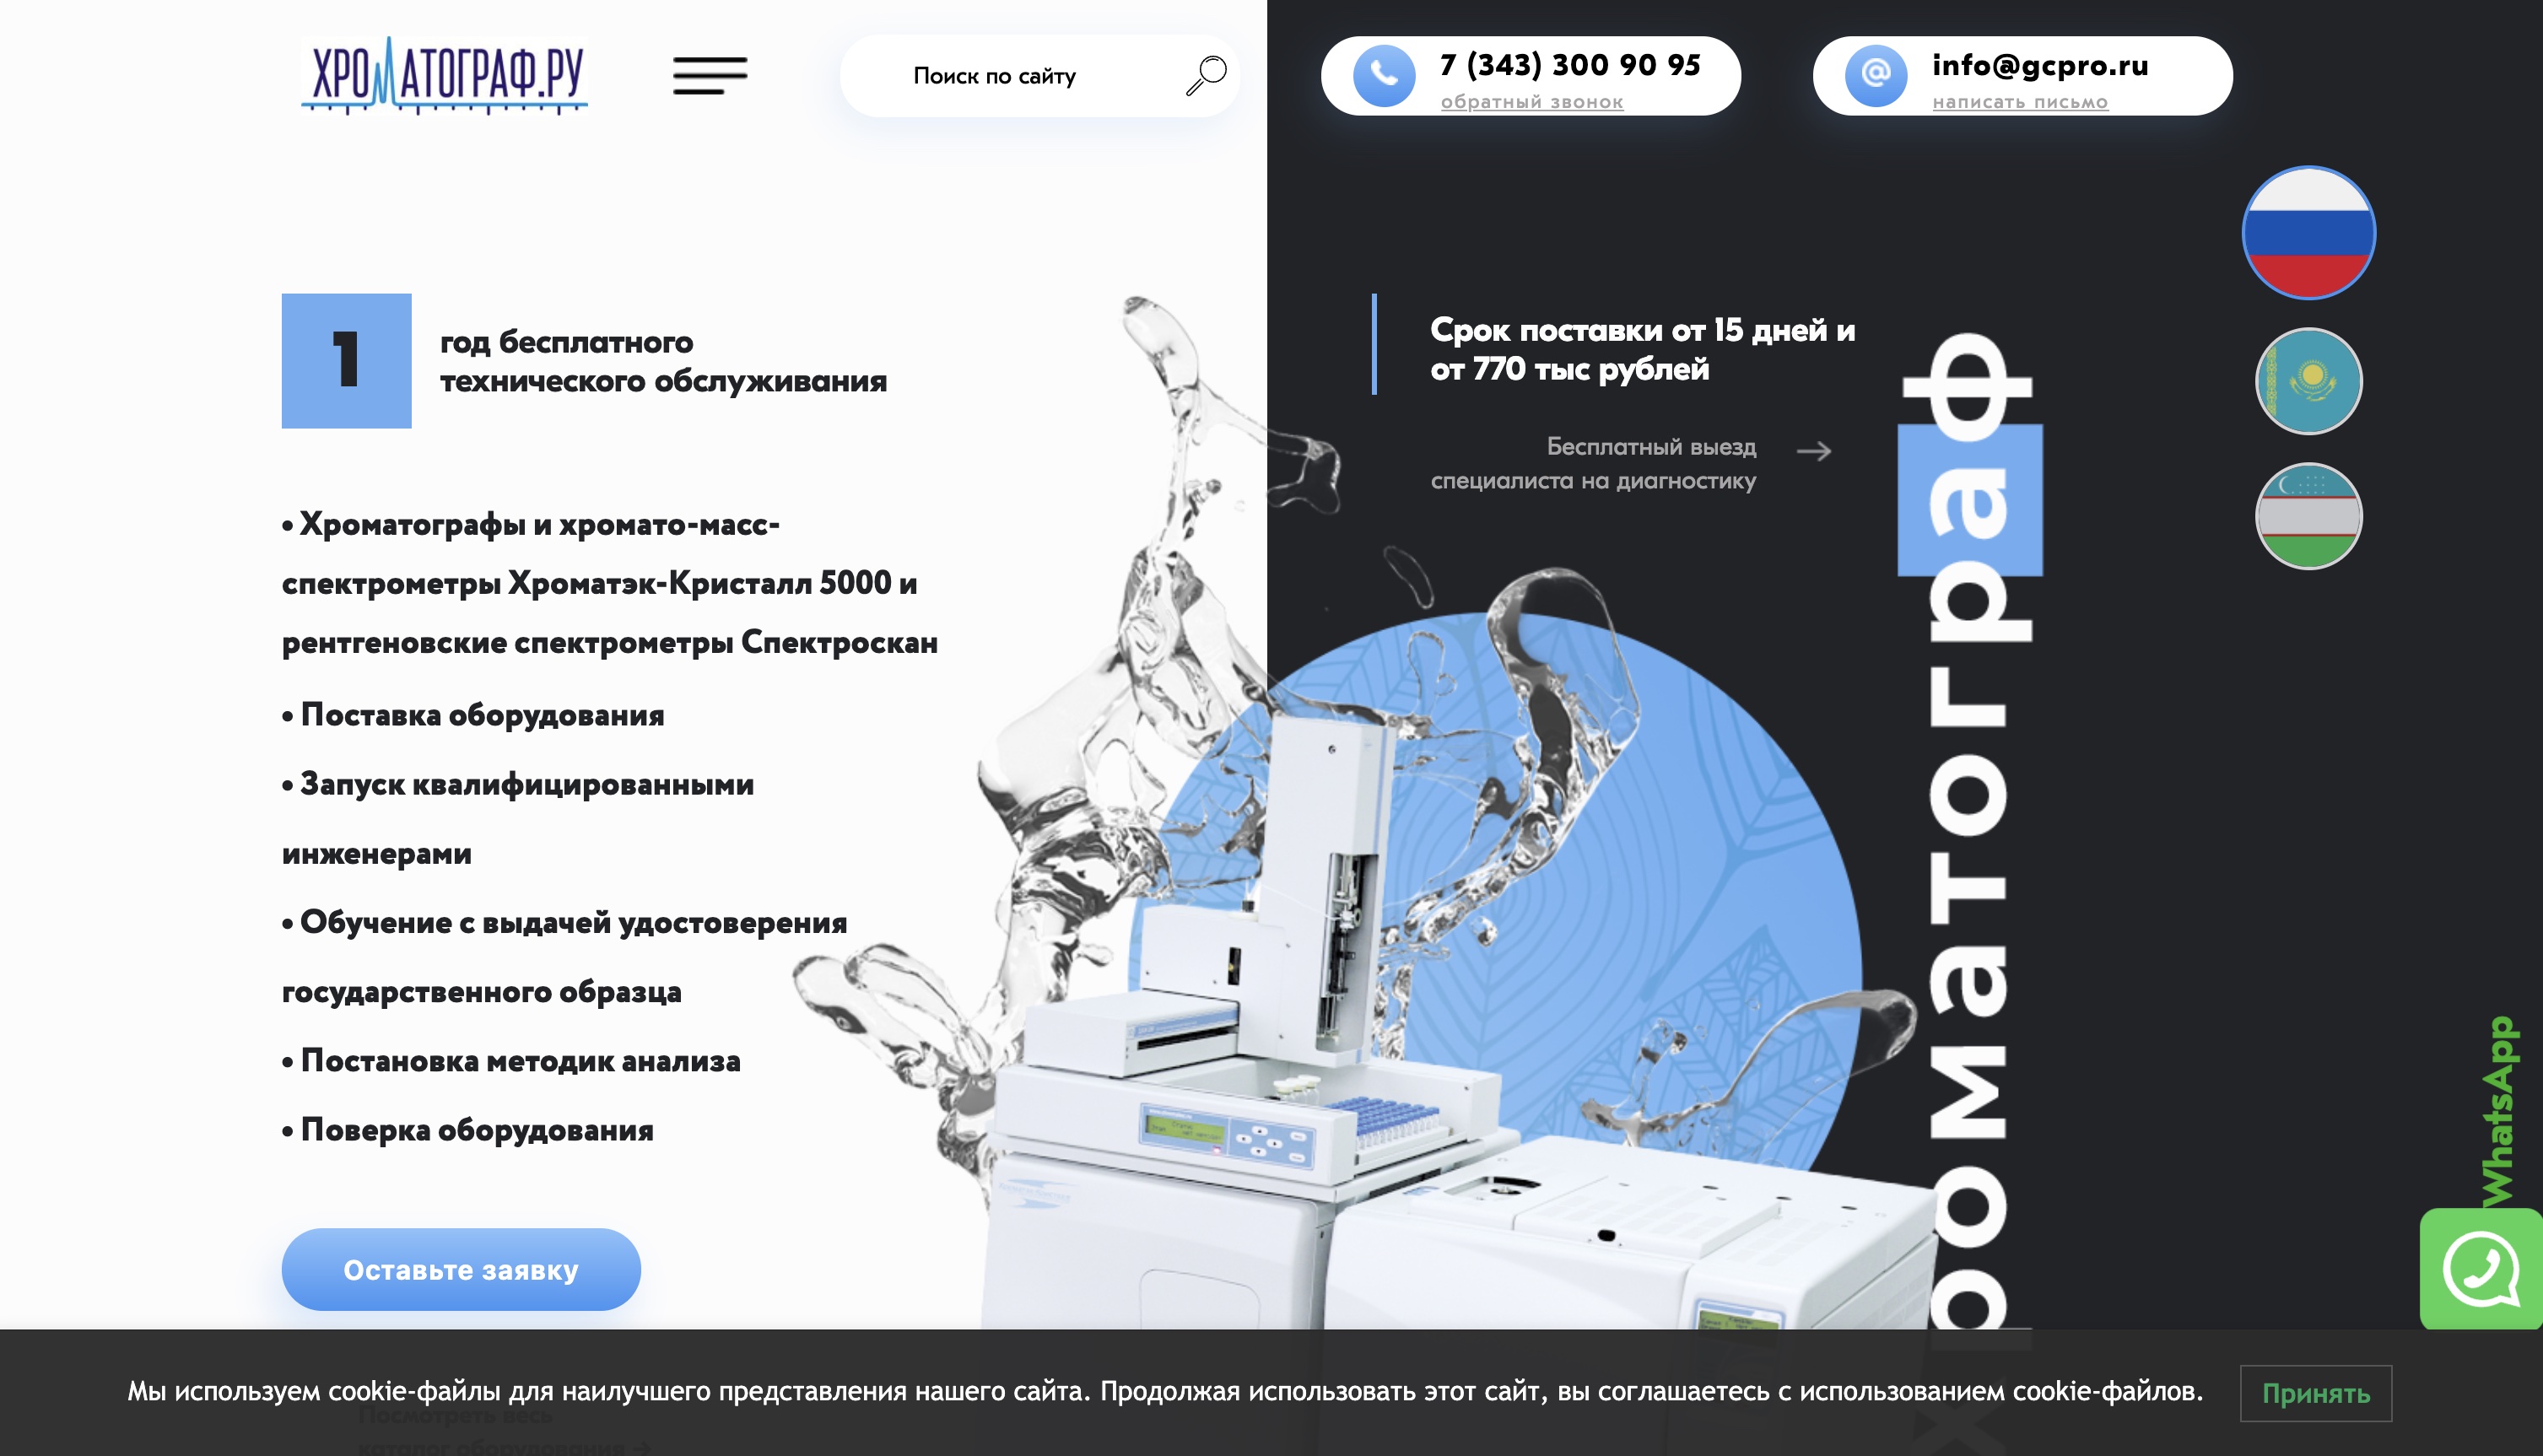 ХРОМАТОГРАФ.РУ
Поиск по сайту
7 (343) 300 90 95
обратный звонок
info@gcpro.ru
написать письмо
1
год бесплатного
технического обслуживания
• Хроматографы и хромато-масс-
спектрометры Хроматэк-Кристалл 5000 и
рентгеновские спектрометры Спектроскан
• Поставка оборудования
• Запуск квалифицированными
инженерами
• Обучение с выдачей удостоверения
государственного образца
• Постановка методик анализа
• Поверка оборудования
Оставьте заявку
Посмотреть весь
каталог оборудования →
Срок поставки от 15 дней и
от 770 тыс рублей
Бесплатный выезд
специалиста на диагностику
хроматограф
WhatsApp
Мы используем cookie-файлы для наилучшего представления нашего сайта. Продолжая использовать этот сайт, вы соглашаетесь с использованием cookie-файлов.
Принять